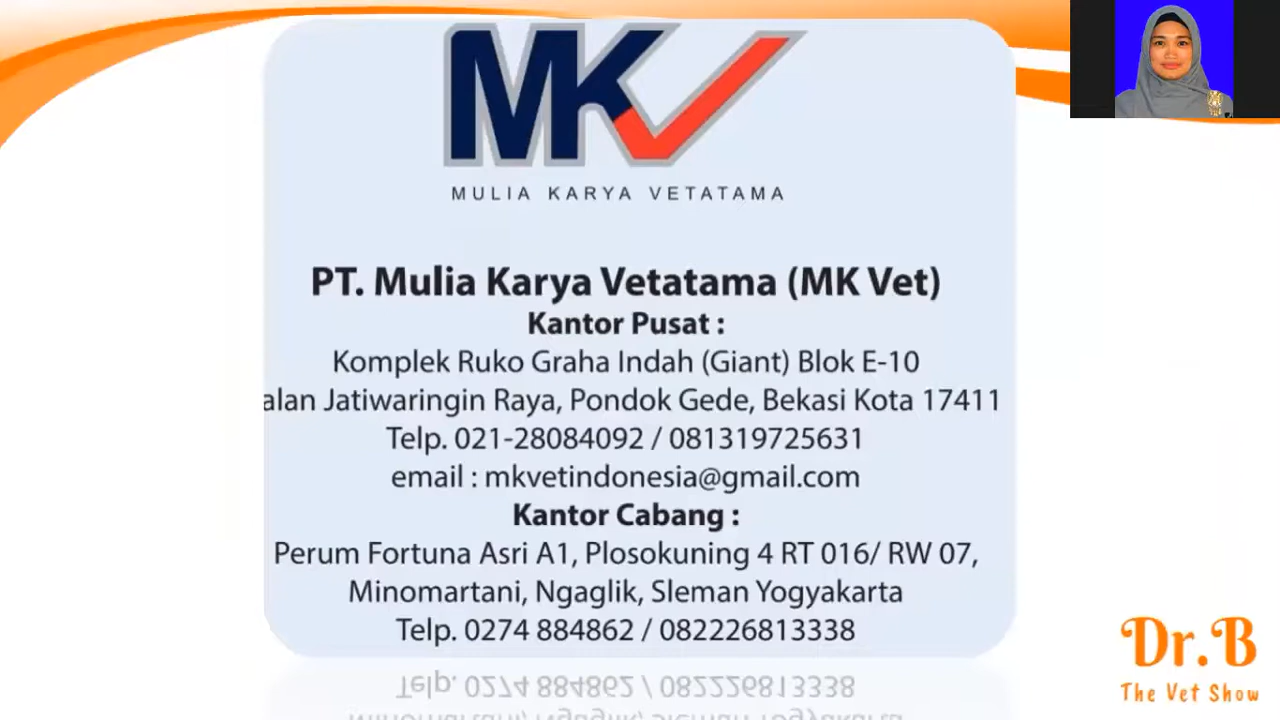 MKV
MULIA KARYA VETATAMA
PT. Mulia Karya Vetatama (MK Vet)
Kantor Pusat :
Komplek Ruko Graha Indah (Giant) Blok E-10
alan Jatiwaringin Raya, Pondok Gede, Bekasi Kota 17411
Telp. 021-28084092 / 081319725631
email : mkvetindonesia@gmail.com
Kantor Cabang :
Perum Fortuna Asri A1, Plosokuning 4 RT 016/ RW 07,
Minomartani, Ngaglik, Sleman Yogyakarta
Telp. 0274 884862 / 082226813338
Dr.B
The Vet Show